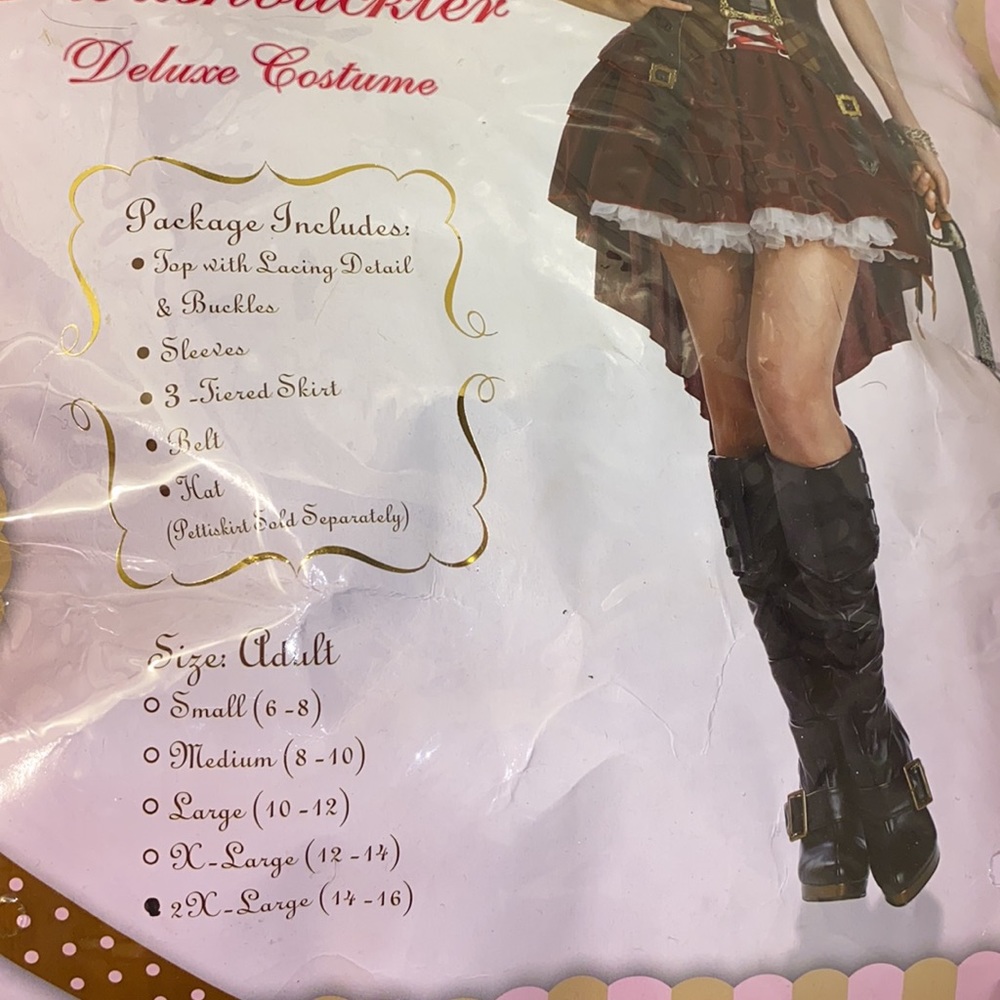 Deluxe Costume
Package Includes:
• Top with Lacing Detail
& Buckles
• Sleeves
• 3-Tiered Skirt
• Belt
• Hat
(Pettiskirt Sold Separately)
Size: Adult
Small (6-8)
Medium (8-10)
Large (10-12)
X-Large (12-14)
2X-Large (14-16)